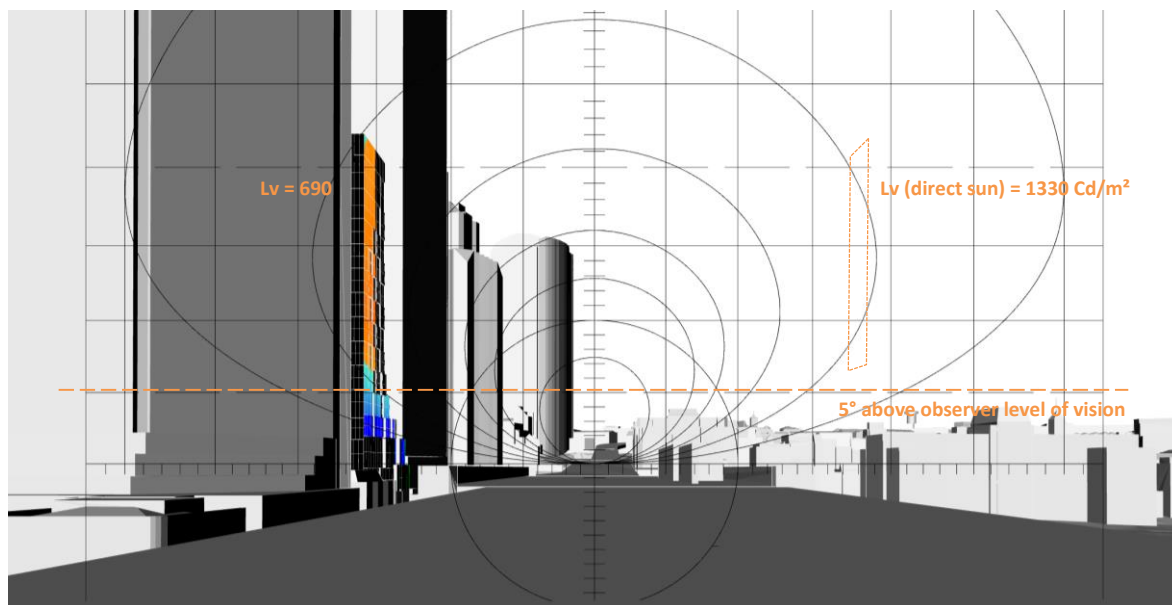 Lv = 690
Lv (direct sun) = 1330 Cd/m²
5° above observer level of vision